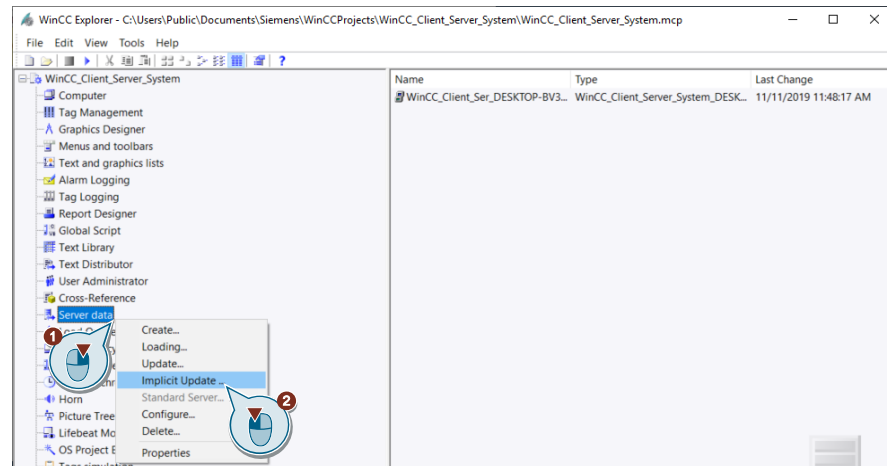 WinCC Explorer - C:\Users\Public\Documents\Siemens\WinCCProjects\WinCC_Client_Server_System\WinCC_Client_Server_System.mcp
File Edit View Tools Help
WinCC_Client_Server_System
Computer
Tag Management
Graphics Designer
Menus and toolbars
Text and graphics lists
Alarm Logging
Tag Logging
Report Designer
Global Script
Text Library
Text Distributor
User Administrator
Cross-Reference
Server data
Horn
Picture Tree
Lifebeat Mo
OS Project E
Name Type Last Change
WinCC_Client_Ser_DESKTOP-BV3... WinCC_Client_Server_System_DESK... 11/11/2019 11:48:17 AM
1
Create...
Loading...
Update...
Implicit Update ...
Standard Server...
Configure...
Delete...
Properties
2